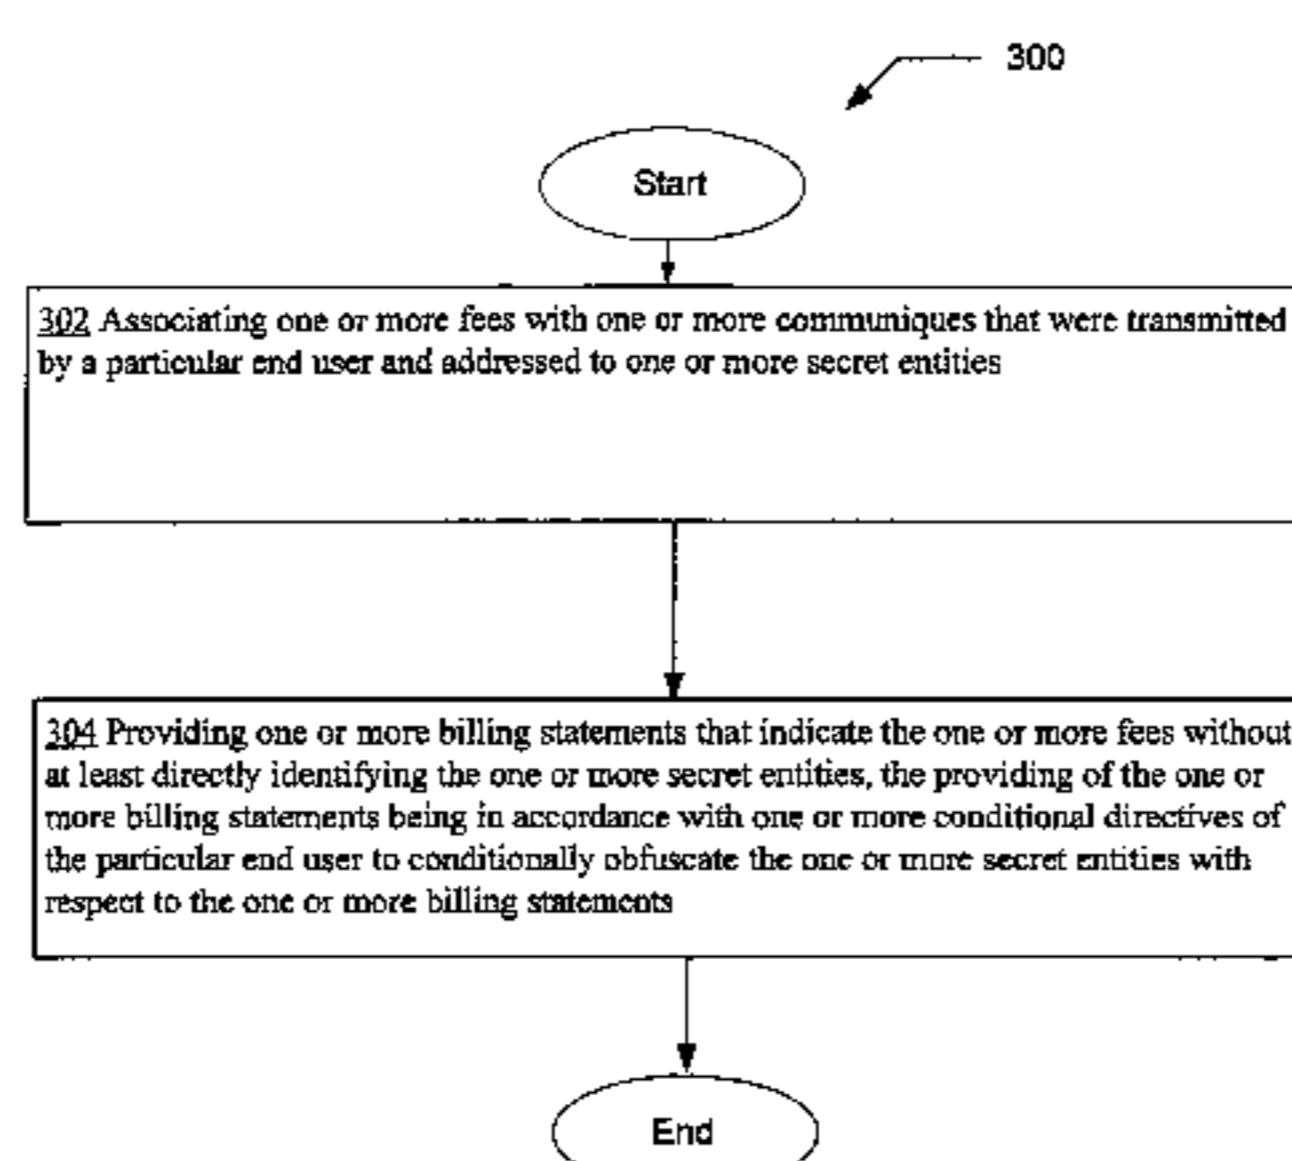 300
Start
302 Associating one or more fees with one or more communiques that were transmitted
by a particular end user and addressed to one or more secret entities
304 Providing one or more billing statements that indicate the one or more fees without
at least directly identifying the one or more secret entities, the providing of the one or
more billing statements being in accordance with one or more conditional directives of
the particular end user to conditionally obfuscate the one or more secret entities with
respect to the one or more billing statements
End